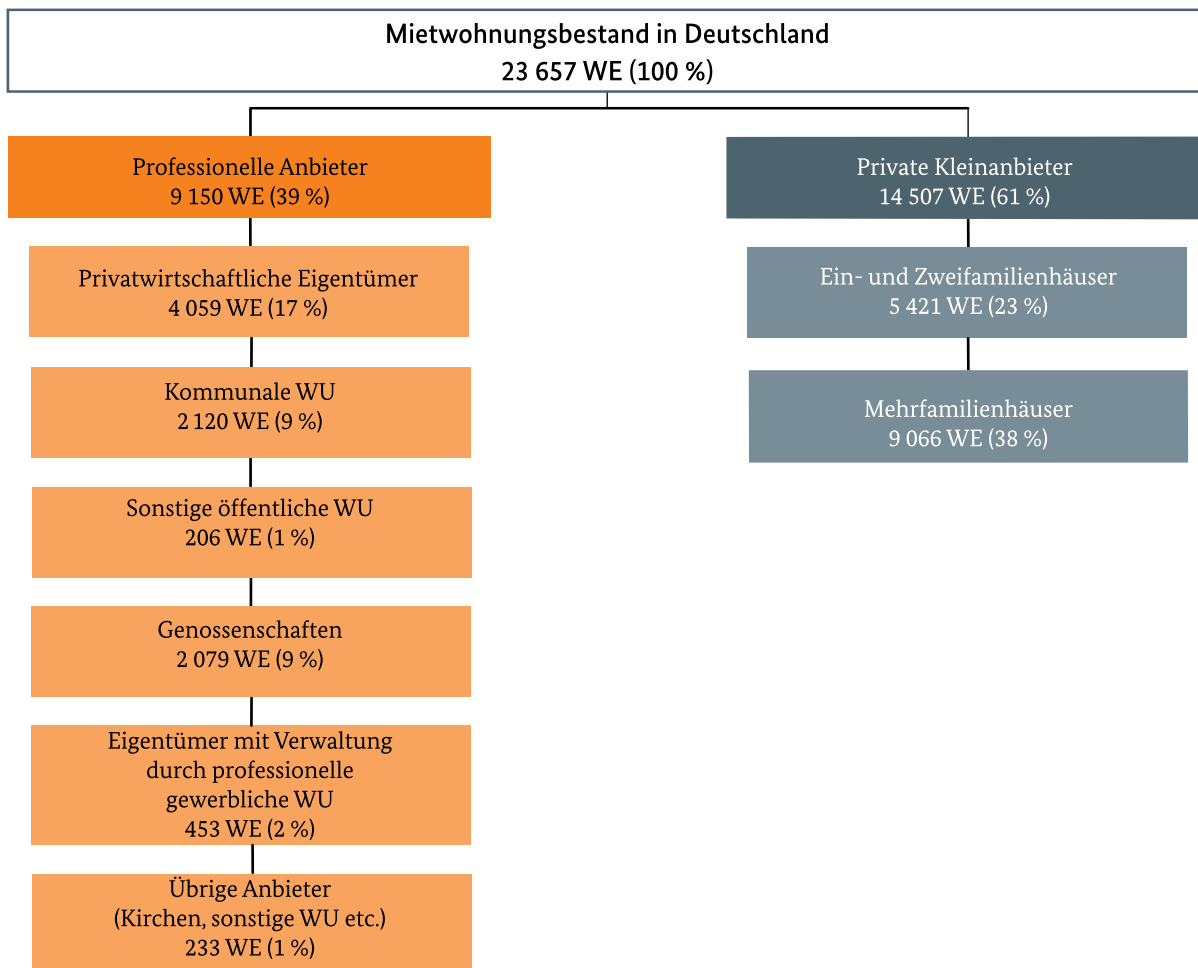 Mietwohnungsbestand in Deutschland
23 657 WE (100 %)
Professionelle Anbieter
9 150 WE (39 %)
Privatwirtschaftliche Eigentümer
4 059 WE (17 %)
Kommunale WU
2 120 WE (9 %)
Sonstige öffentliche WU
206 WE (1 %)
Genossenschaften
2 079 WE (9 %)
Eigentümer mit Verwaltung
durch professionelle
gewerbliche WU
453 WE (2 %)
Übrige Anbieter
(Kirchen, sonstige WU etc.)
233 WE (1 %)
Private Kleinanbieter
14 507 WE (61 %)
Ein- und Zweifamilienhäuser
5 421 WE (23 %)
Mehrfamilienhäuser
9 066 WE (38 %)